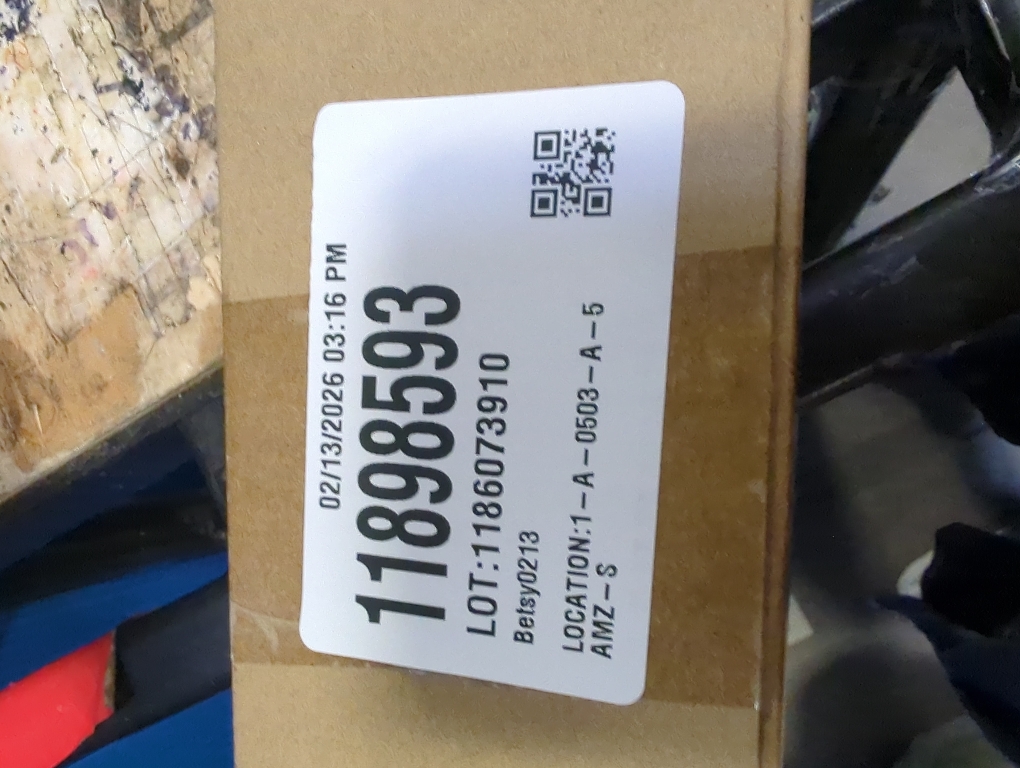 02/13/2026 03:16 PM
11898593
LOT:1186073910
Betsy0213
LOCATION:1-A-0503-A-5
AMZ-S